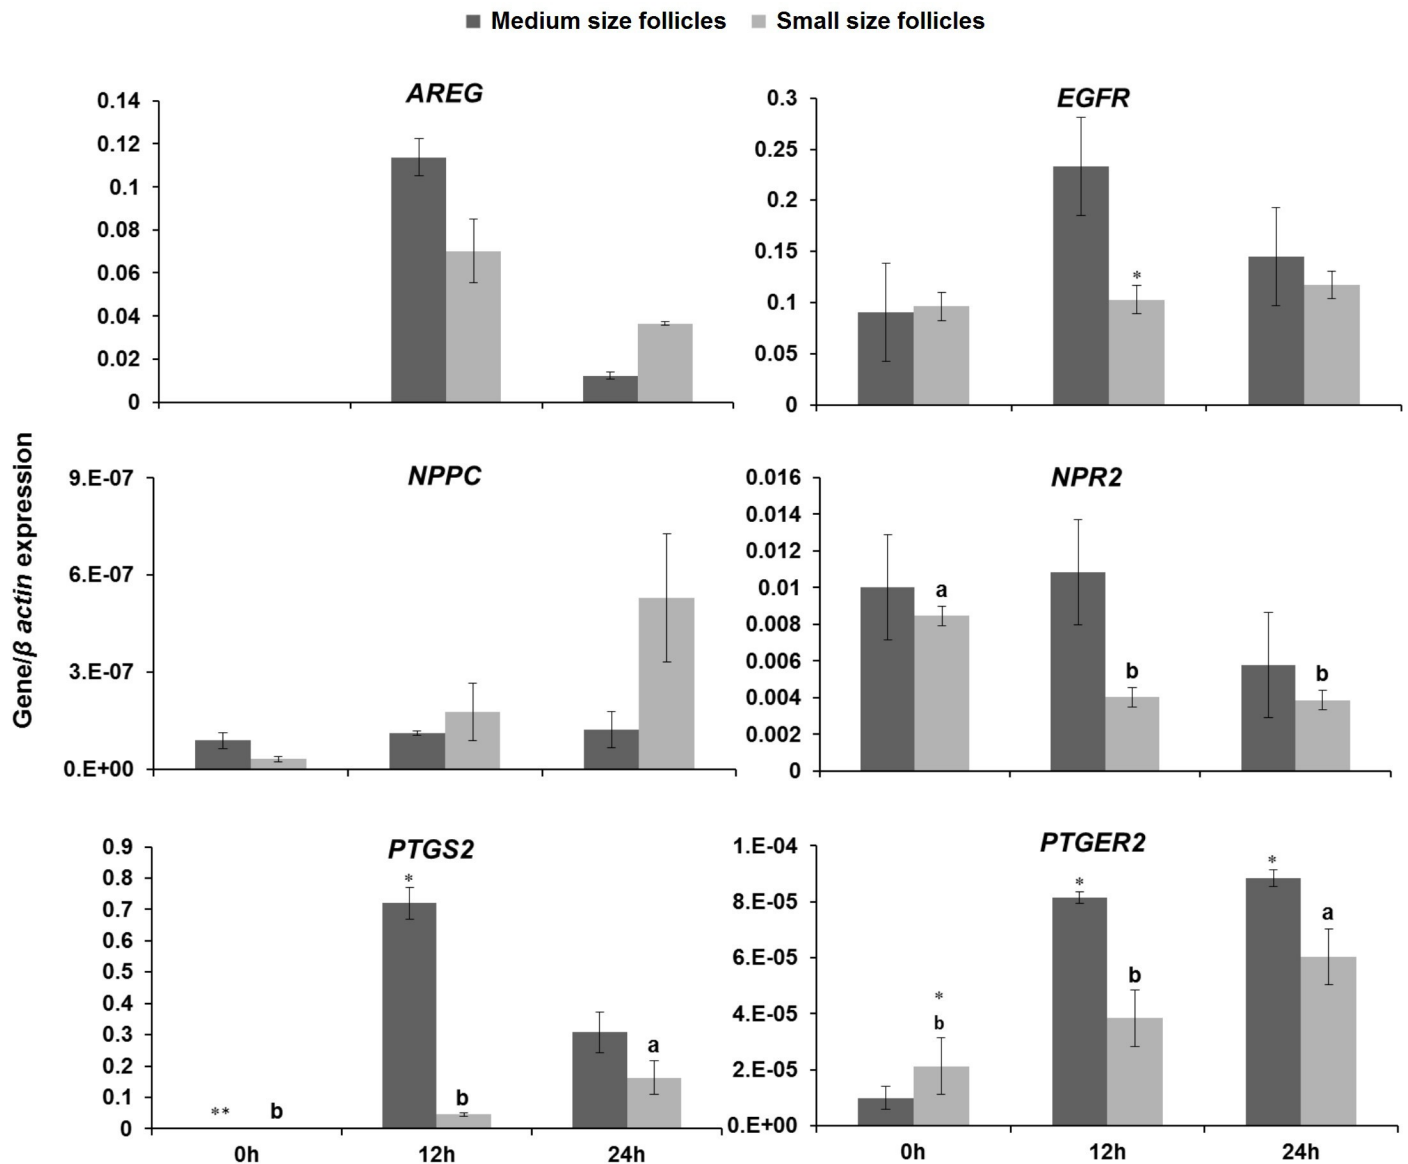 Medium size follicles Small size follicles
AREG
0.14
0.12
0.1
0.08
0.06
0.04
0.02
0
EGFR
0.3
0.25
0.2
0.15
0.1
0.05
0
*
Gene/β actin expression
NPPC
9.E-07
6.E-07
3.E-07
0.E+00
NPR2
0.016
0.014
0.012
0.01
0.008
0.006
0.004
0.002
0
a
b
b
PTGS2
0.9
0.8
0.7
0.6
0.5
0.4
0.3
0.2
0.1
0
** b
*
b
a
0h 12h 24h
PTGER2
1.E-04
8.E-05
6.E-05
4.E-05
2.E-05
0.E+00
*
b
*
b
*
a
0h 12h 24h